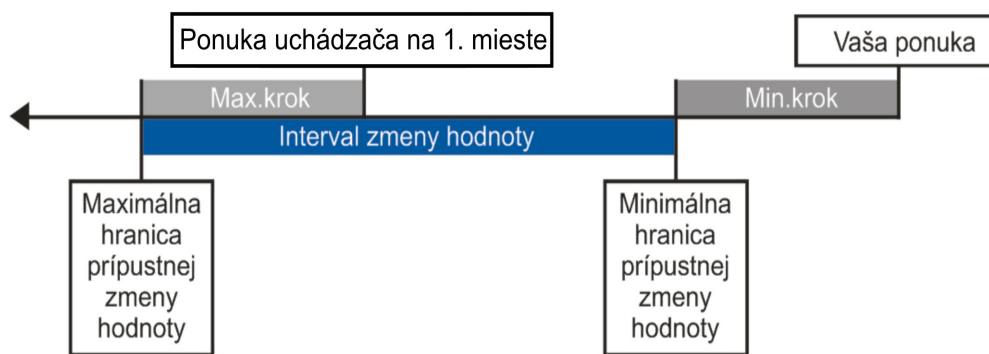 Ponuka uchádzača na 1. mieste
Vaša ponuka
Max.krok
Min.krok
Interval zmeny hodnoty
Maximálna
hranica
prípustnej
zmeny
hodnoty
Minimálna
hranica
prípustnej
zmeny
hodnoty